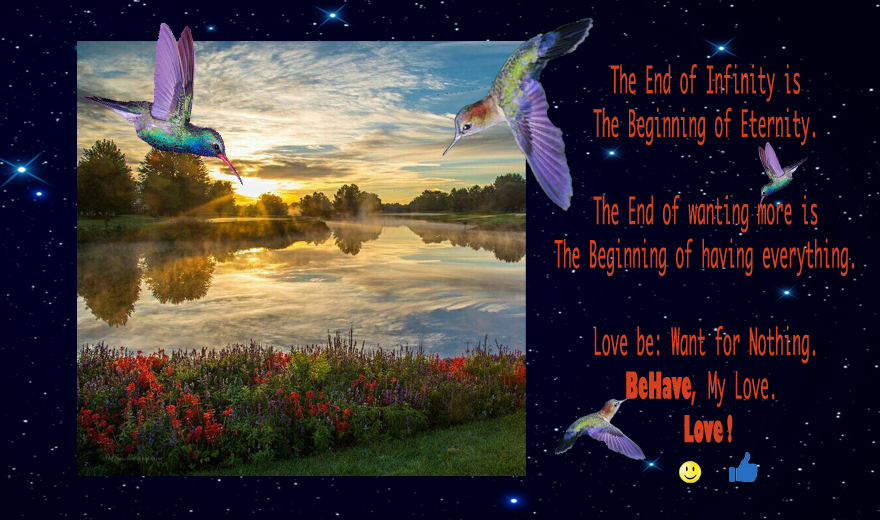 The End of Infinity is
The Beginning of Eternity.
The End of wanting more is
The Beginning of having everything.
Love be: Want for Nothing.
BeHave, My Love.
Love!